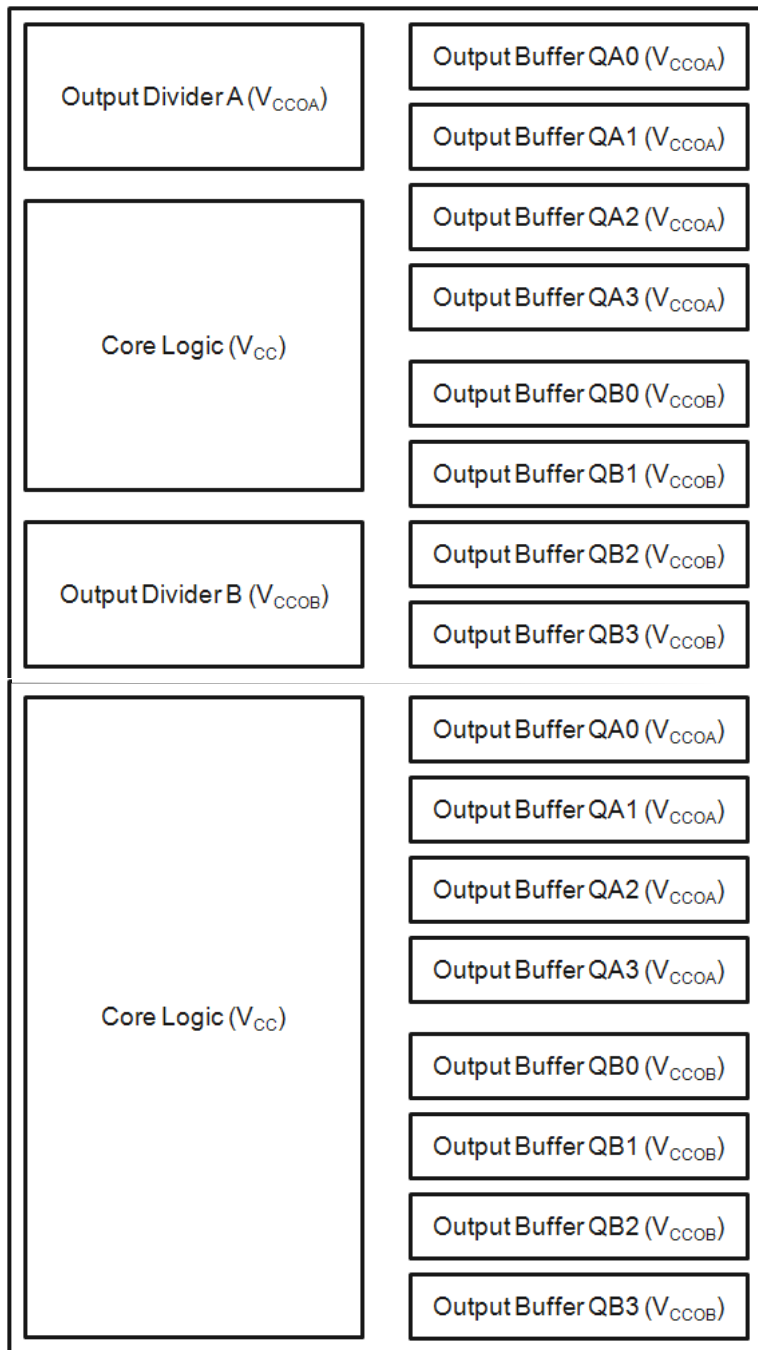 Output Divider A (VCCOA)
Core Logic (VCC)
Output Divider B (VCCOB)
Output Buffer QA0 (VCCOA)
Output Buffer QA1 (VCCOA)
Output Buffer QA2 (VCCOA)
Output Buffer QA3 (VCCOA)
Output Buffer QB0 (VCCOB)
Output Buffer QB1 (VCCOB)
Output Buffer QB2 (VCCOB)
Output Buffer QB3 (VCCOB)
Core Logic (VCC)
Output Buffer QA0 (VCCOA)
Output Buffer QA1 (VCCOA)
Output Buffer QA2 (VCCOA)
Output Buffer QA3 (VCCOA)
Output Buffer QB0 (VCCOB)
Output Buffer QB1 (VCCOB)
Output Buffer QB2 (VCCOB)
Output Buffer QB3 (VCCOB)